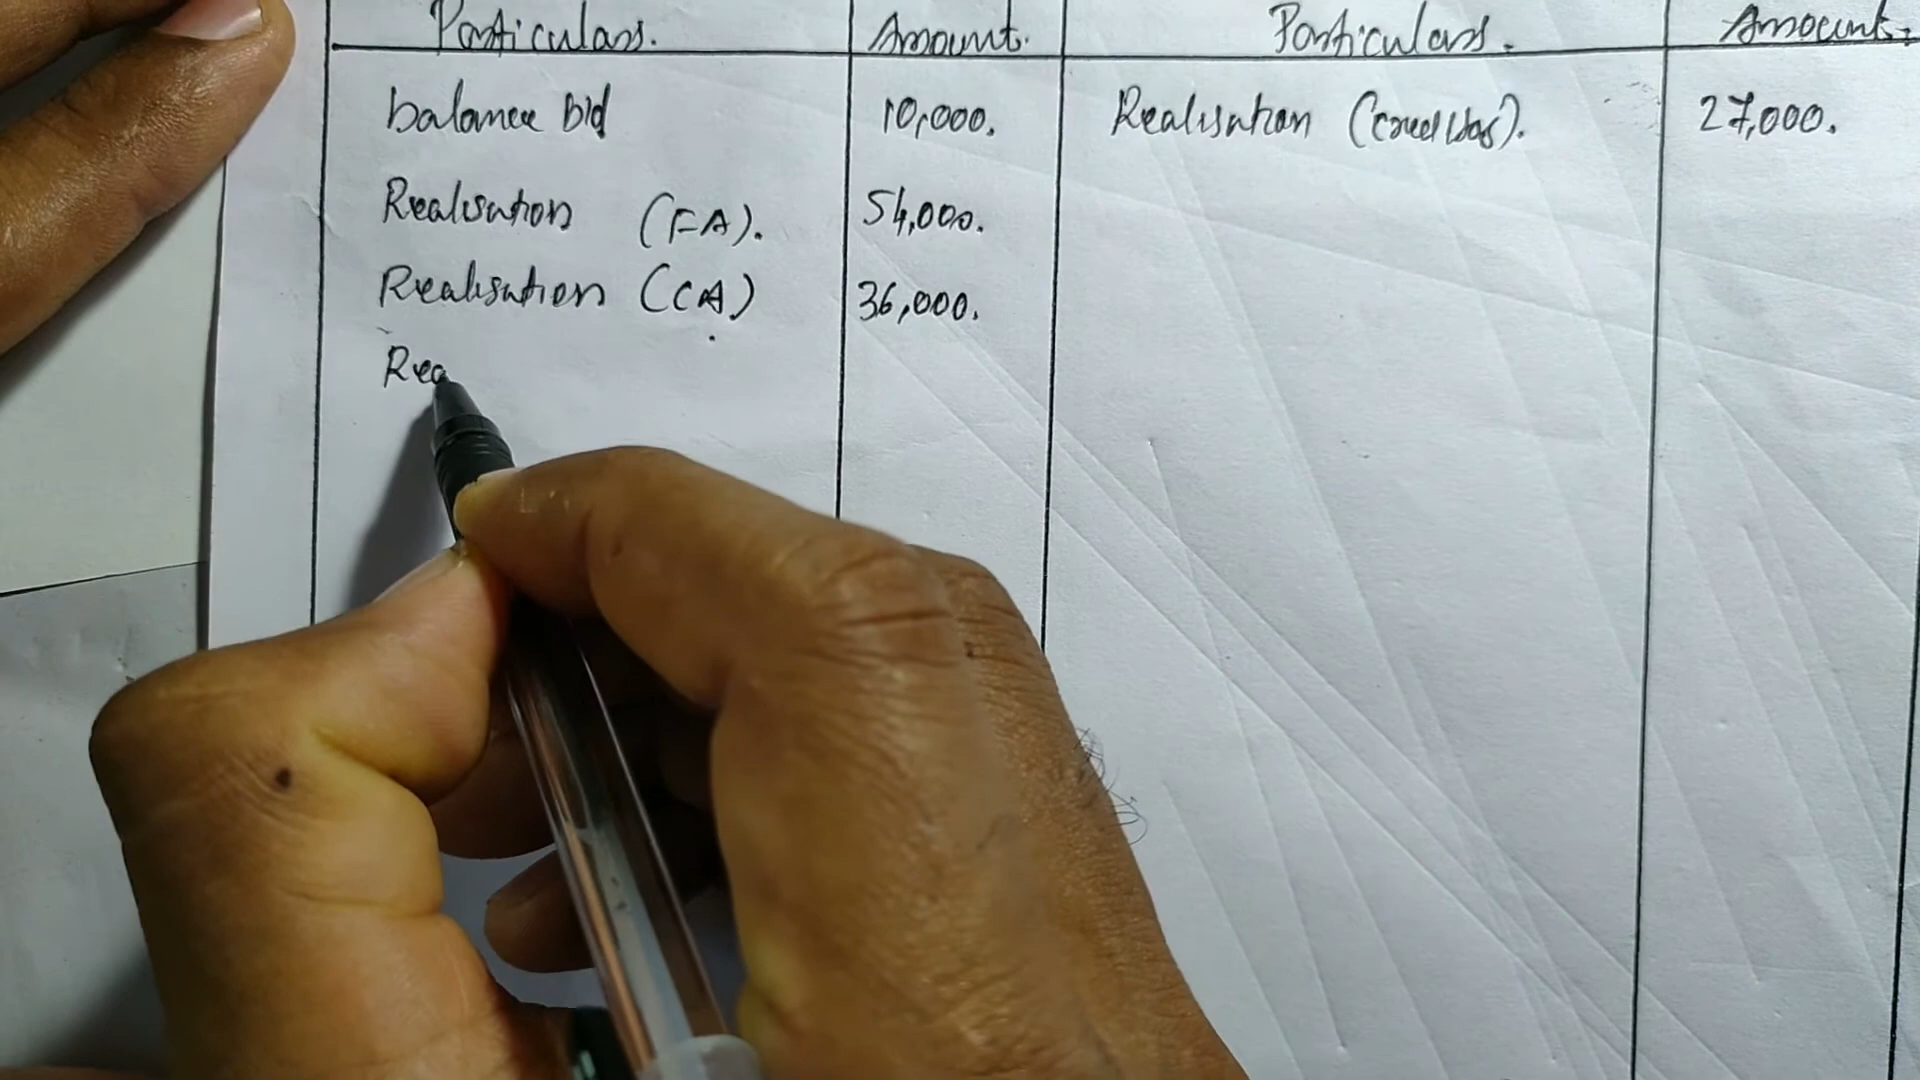 Particulars. Amount. Particulars. Amount.
balance b/d 10,000. Realisation (creditors). 27,000.
Realisation (FA). 54,000.
Realisation (CA) 36,000.
Rea